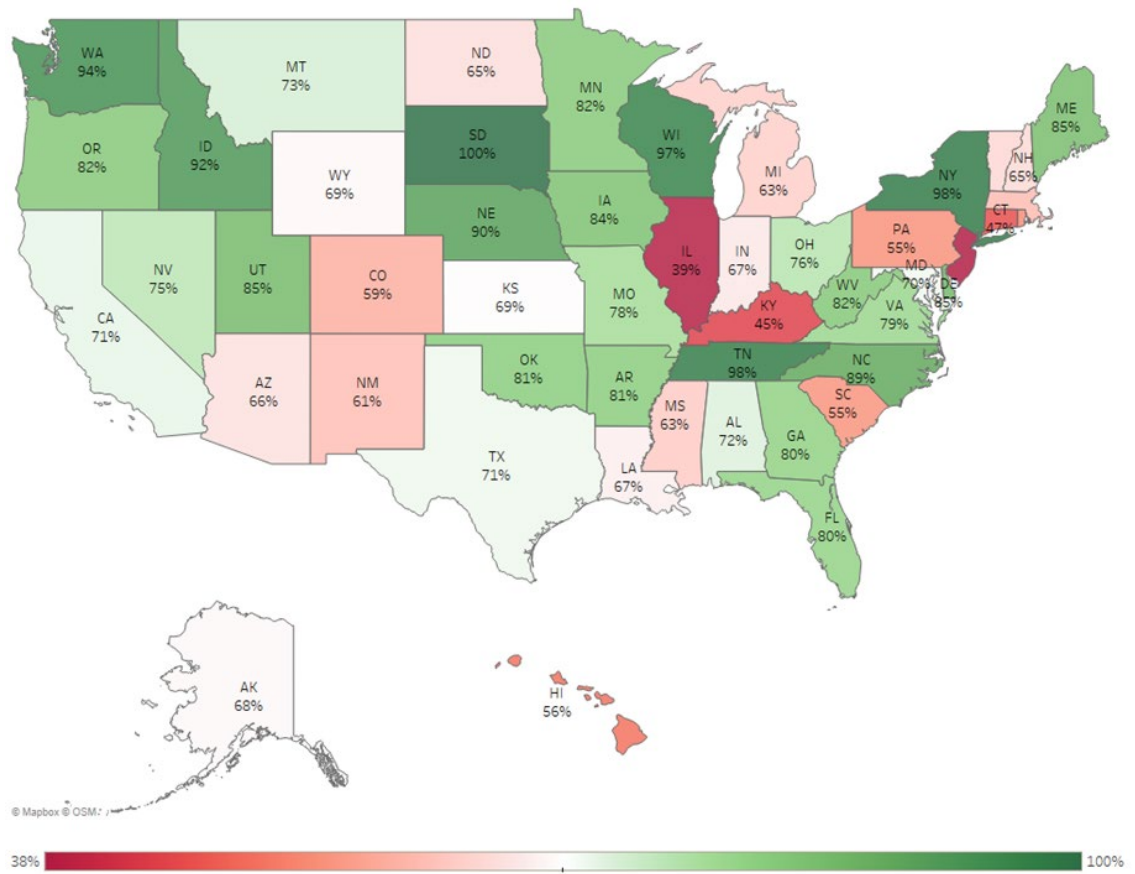 WA
94%
MT
73%
ND
65%
MN
82%
ME
85%
OR
82%
ID
92%
SD
100%
WI
97%
NH
65%
NY
98%
WY
69%
MI
63%
IA
84%
NE
90%
CT
47%
PA
55%
NV
75%
UT
85%
CO
59%
IL
39%
IN
67%
OH
76%
MD
70%
DE
85%
KS
69%
MO
78%
WV
82%
VA
79%
KY
45%
CA
71%
TN
98%
NC
89%
OK
81%
AR
81%
AZ
66%
NM
61%
MS
63%
AL
72%
SC
55%
GA
80%
TX
71%
LA
67%
FL
80%
AK
68%
HI
56%
© Mapbox © OSM
38%
100%